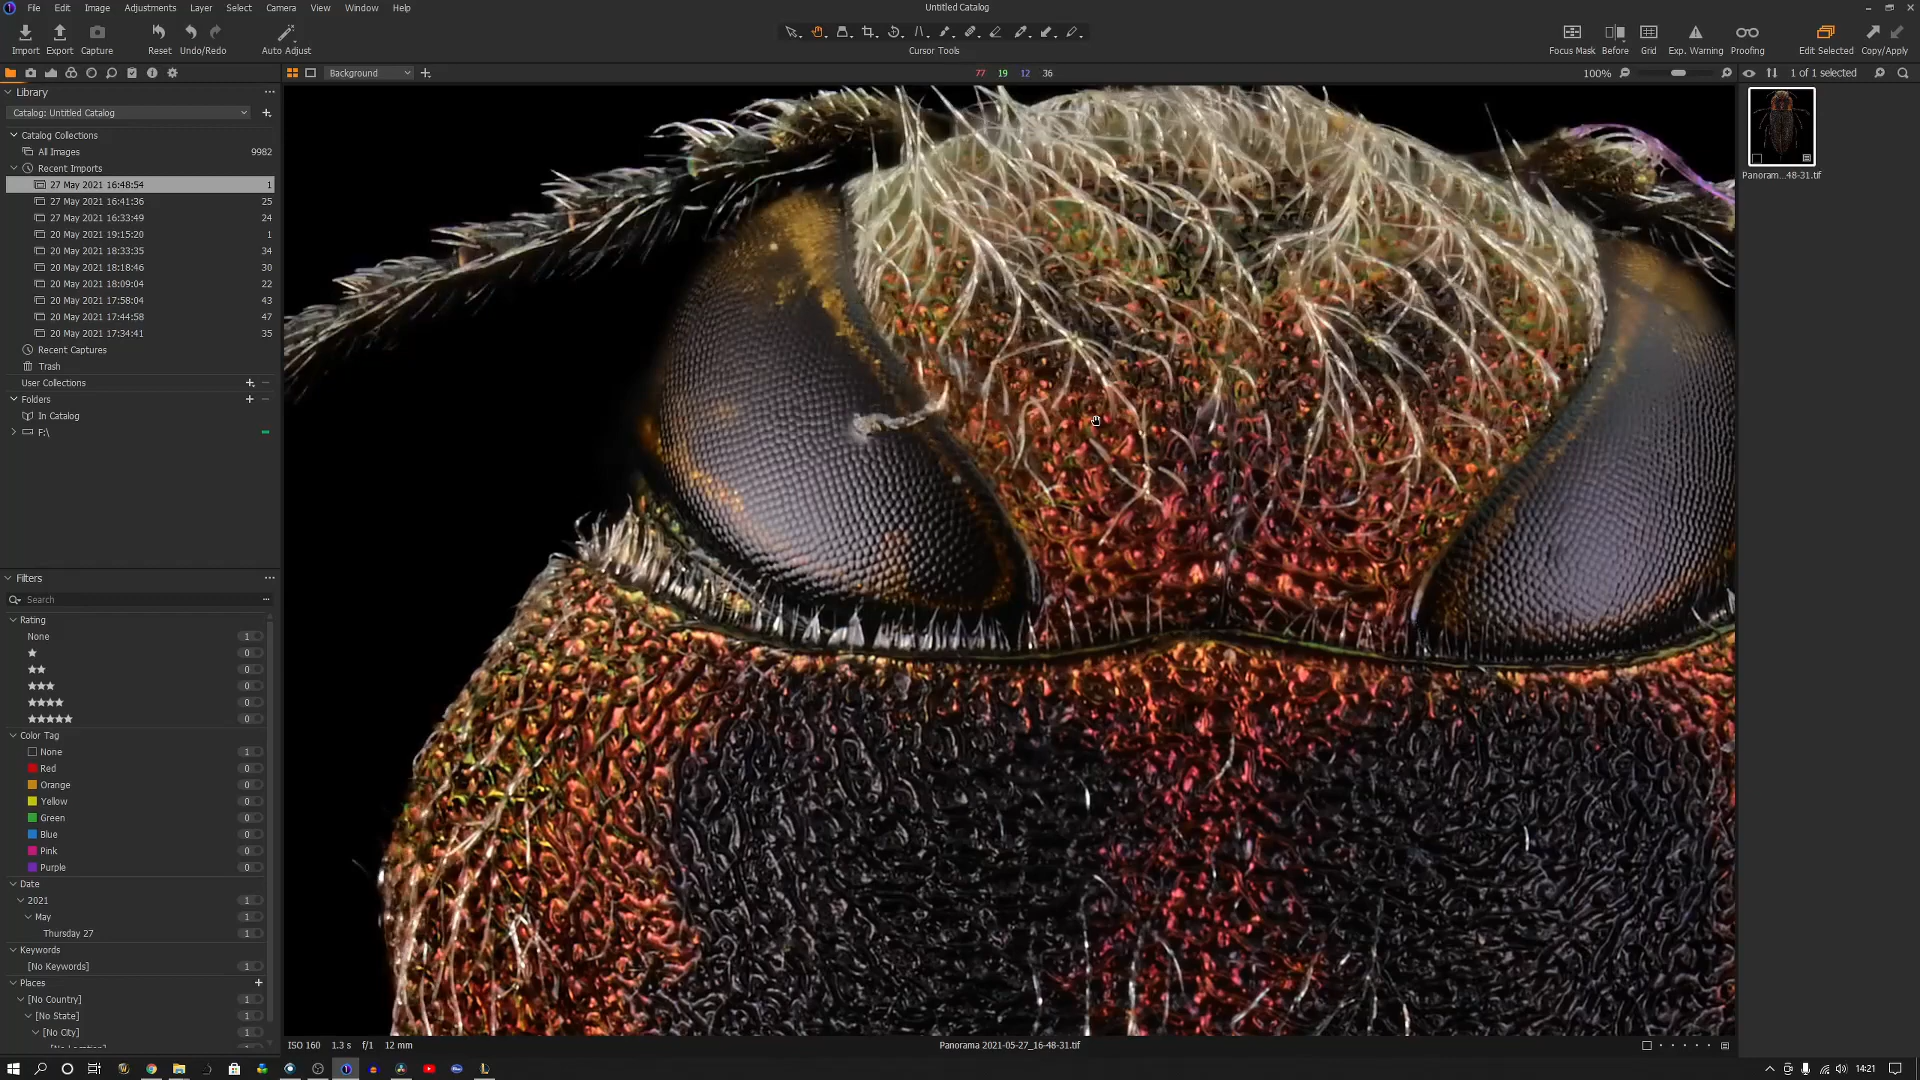 File Edit Image Adjustments Layer Select Camera View Window Help
Untitled Catalog
Import Export Capture Reset Undo/Redo Auto Adjust
Cursor Tools
Focus Mask Before Grid Exp. Warning Proofing Edit Selected Copy/Apply
Background
77 19 12 36
100%
1 of 1 selected
Library
Catalog: Untitled Catalog
Catalog Collections
All Images 9982
Recent Imports
27 May 2021 16:48:54 1
27 May 2021 16:41:36 25
27 May 2021 16:33:49 24
20 May 2021 19:15:20 1
20 May 2021 18:33:35 34
20 May 2021 18:18:46 30
20 May 2021 18:09:04 22
20 May 2021 17:58:04 43
20 May 2021 17:44:58 47
20 May 2021 17:34:41 35
Recent Captures
Trash
User Collections
Folders
In Catalog
F:\
Filters
Search
Rating
None 1
0
0
0
0
0
Color Tag
None 1
Red 0
Orange 0
Yellow 0
Green 0
Blue 0
Pink 0
Purple 0
Date
2021 1
May 1
Thursday 27 1
Keywords
[No Keywords] 1
Places
[No Country] 1
[No State] 1
[No City] 1
Panoram...48-31.tif
ISO 160 1.3 s f/1 12 mm
Panorama 2021-05-27_16-48-31.tif
14:21